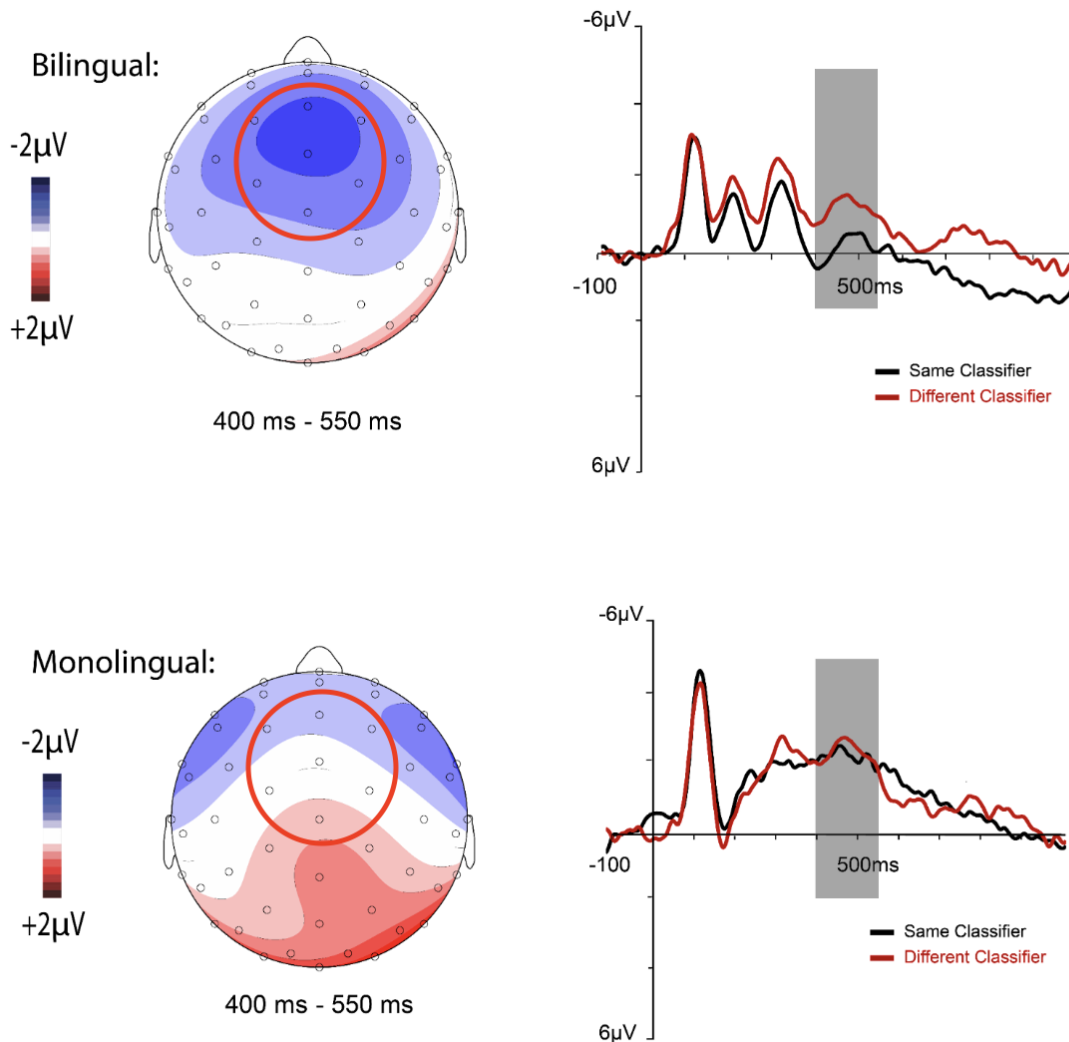 Bilingual:
-2µV
+2µV
400 ms - 550 ms
-6µV
-100
500ms
6µV
Same Classifier
Different Classifier
Monolingual:
-2µV
+2µV
400 ms - 550 ms
-6µV
-100
500ms
6µV
Same Classifier
Different Classifier